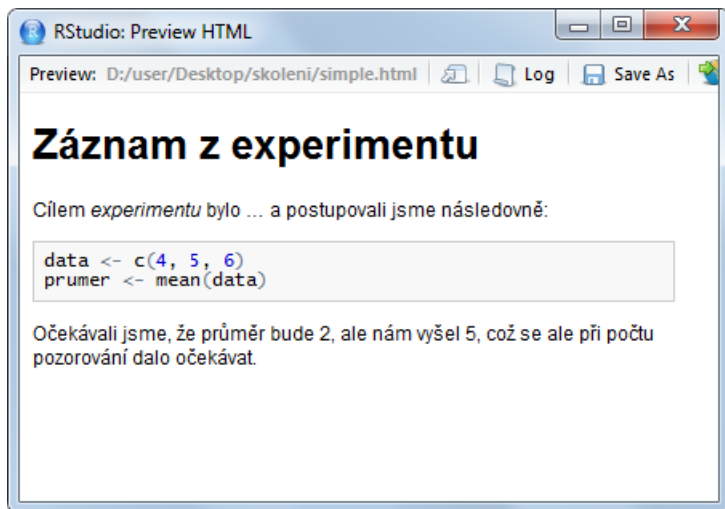 RStudio: Preview HTML
Preview: D:/user/Desktop/skoleni/simple.html Log Save As
Záznam z experimentu
Cílem experimentu bylo … a postupovali jsme následovně:
data <- c(4, 5, 6)
prumer <- mean(data)
Očekávali jsme, že průměr bude 2, ale nám vyšel 5, což se ale při počtu
pozorování dalo očekávat.